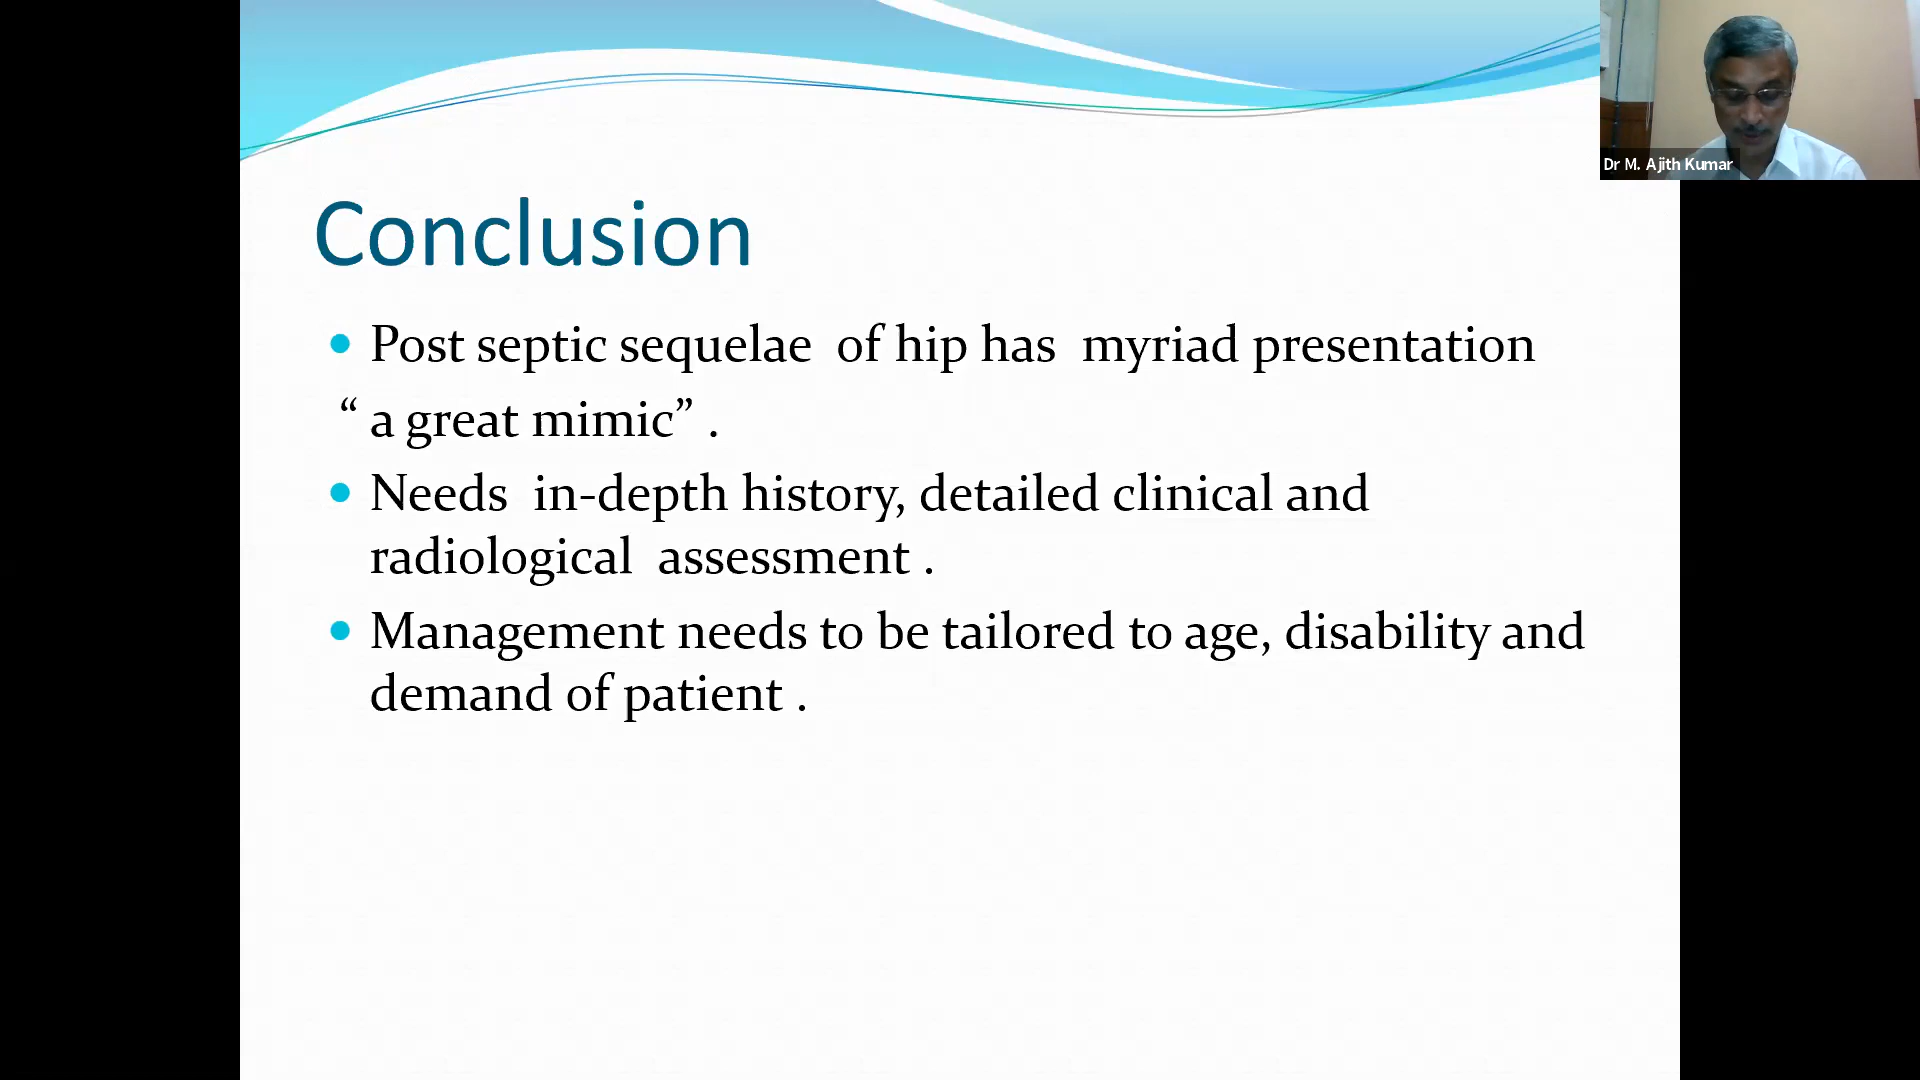 Dr M. Ajith Kumar
Conclusion
• Post septic sequelae of hip has myriad presentation
“ a great mimic” .
• Needs in-depth history, detailed clinical and
radiological assessment .
• Management needs to be tailored to age, disability and
demand of patient .